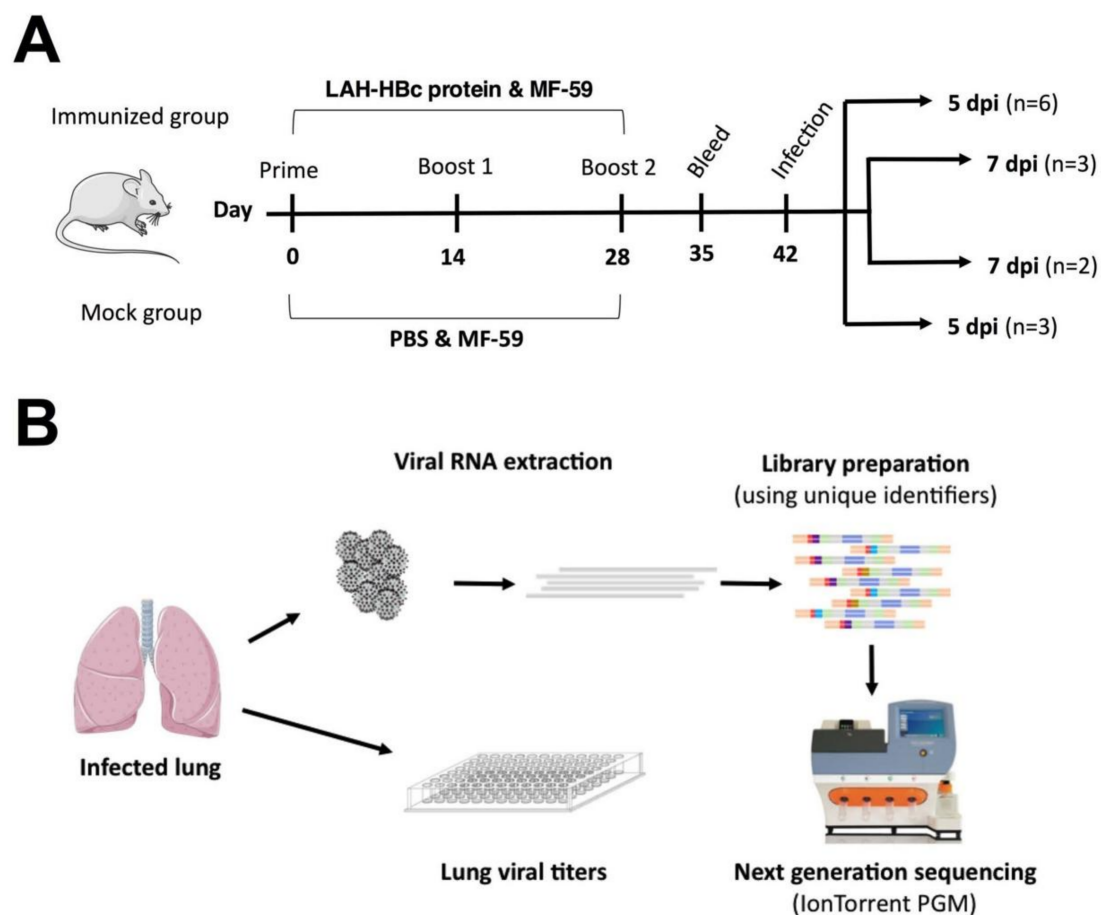 A
LAH-HBc protein & MF-59
Immunized group
Prime
Boost 1
Boost 2
Bleed
Infection
5 dpi (n=6)
7 dpi (n=3)
Day
0
14
28
35
42
7 dpi (n=2)
Mock group
PBS & MF-59
5 dpi (n=3)
B
Viral RNA extraction
Library preparation
(using unique identifiers)
Infected lung
Lung viral titers
Next generation sequencing
(IonTorrent PGM)